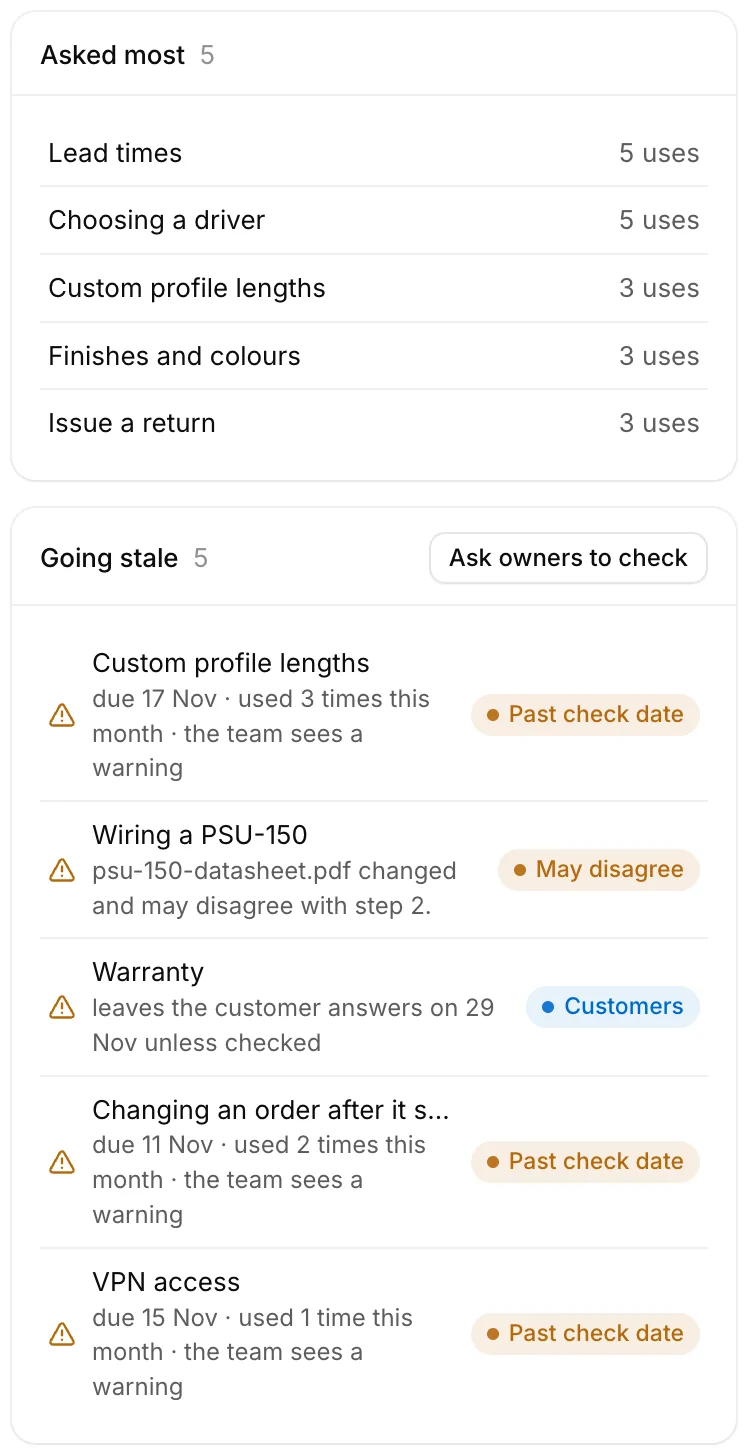 Asked most 5
Lead times 5 uses
Choosing a driver 5 uses
Custom profile lengths 3 uses
Finishes and colours 3 uses
Issue a return 3 uses
Going stale 5 Ask owners to check
Custom profile lengths
due 17 Nov · used 3 times this
month · the team sees a
warning
Past check date
Wiring a PSU-150
psu-150-datasheet.pdf changed
and may disagree with step 2.
May disagree
Warranty
leaves the customer answers on 29
Nov unless checked
Customers
Changing an order after it s...
due 11 Nov · used 2 times this
month · the team sees a
warning
Past check date
VPN access
due 15 Nov · used 1 time this
month · the team sees a
warning
Past check date